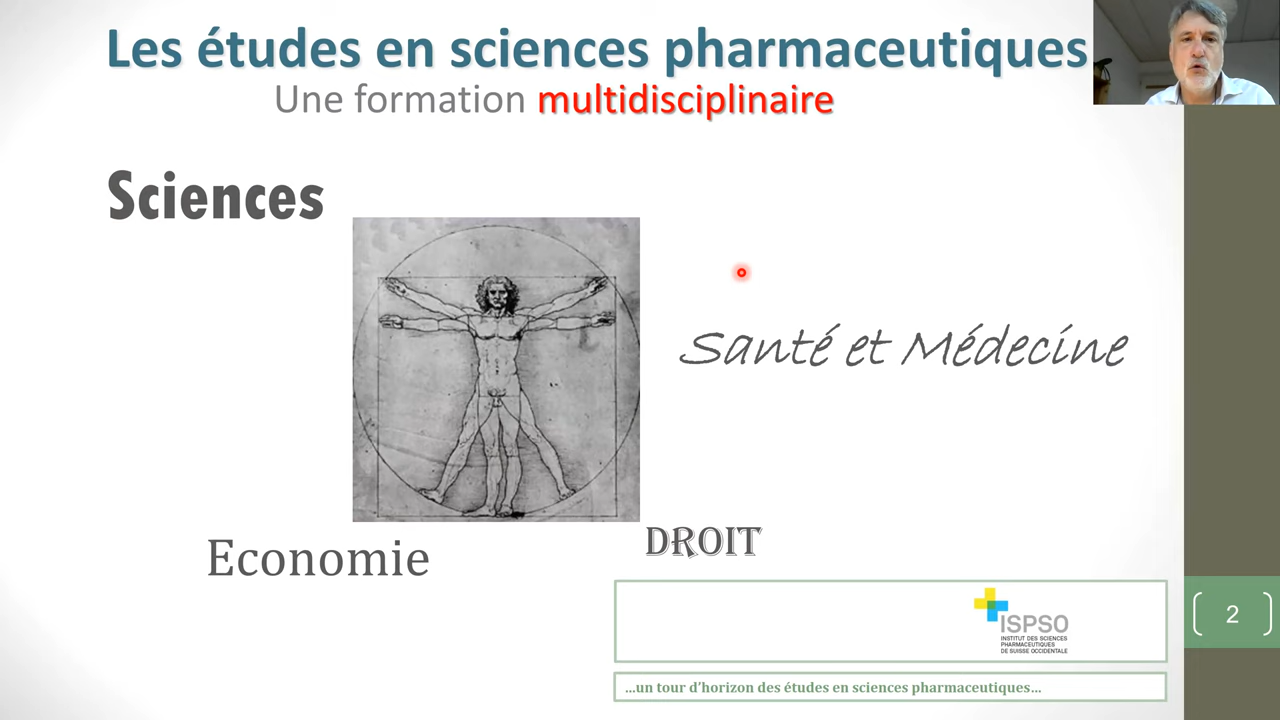 Les études en sciences pharmaceutiques
Une formation multidisciplinaire
Sciences
Santé et Médecine
Economie
DROIT
ISPSO
INSTITUT DES SCIENCES
PHARMACEUTIQUES
DE SUISSE OCCIDENTALE
2
...un tour d’horizon des études en sciences pharmaceutiques...